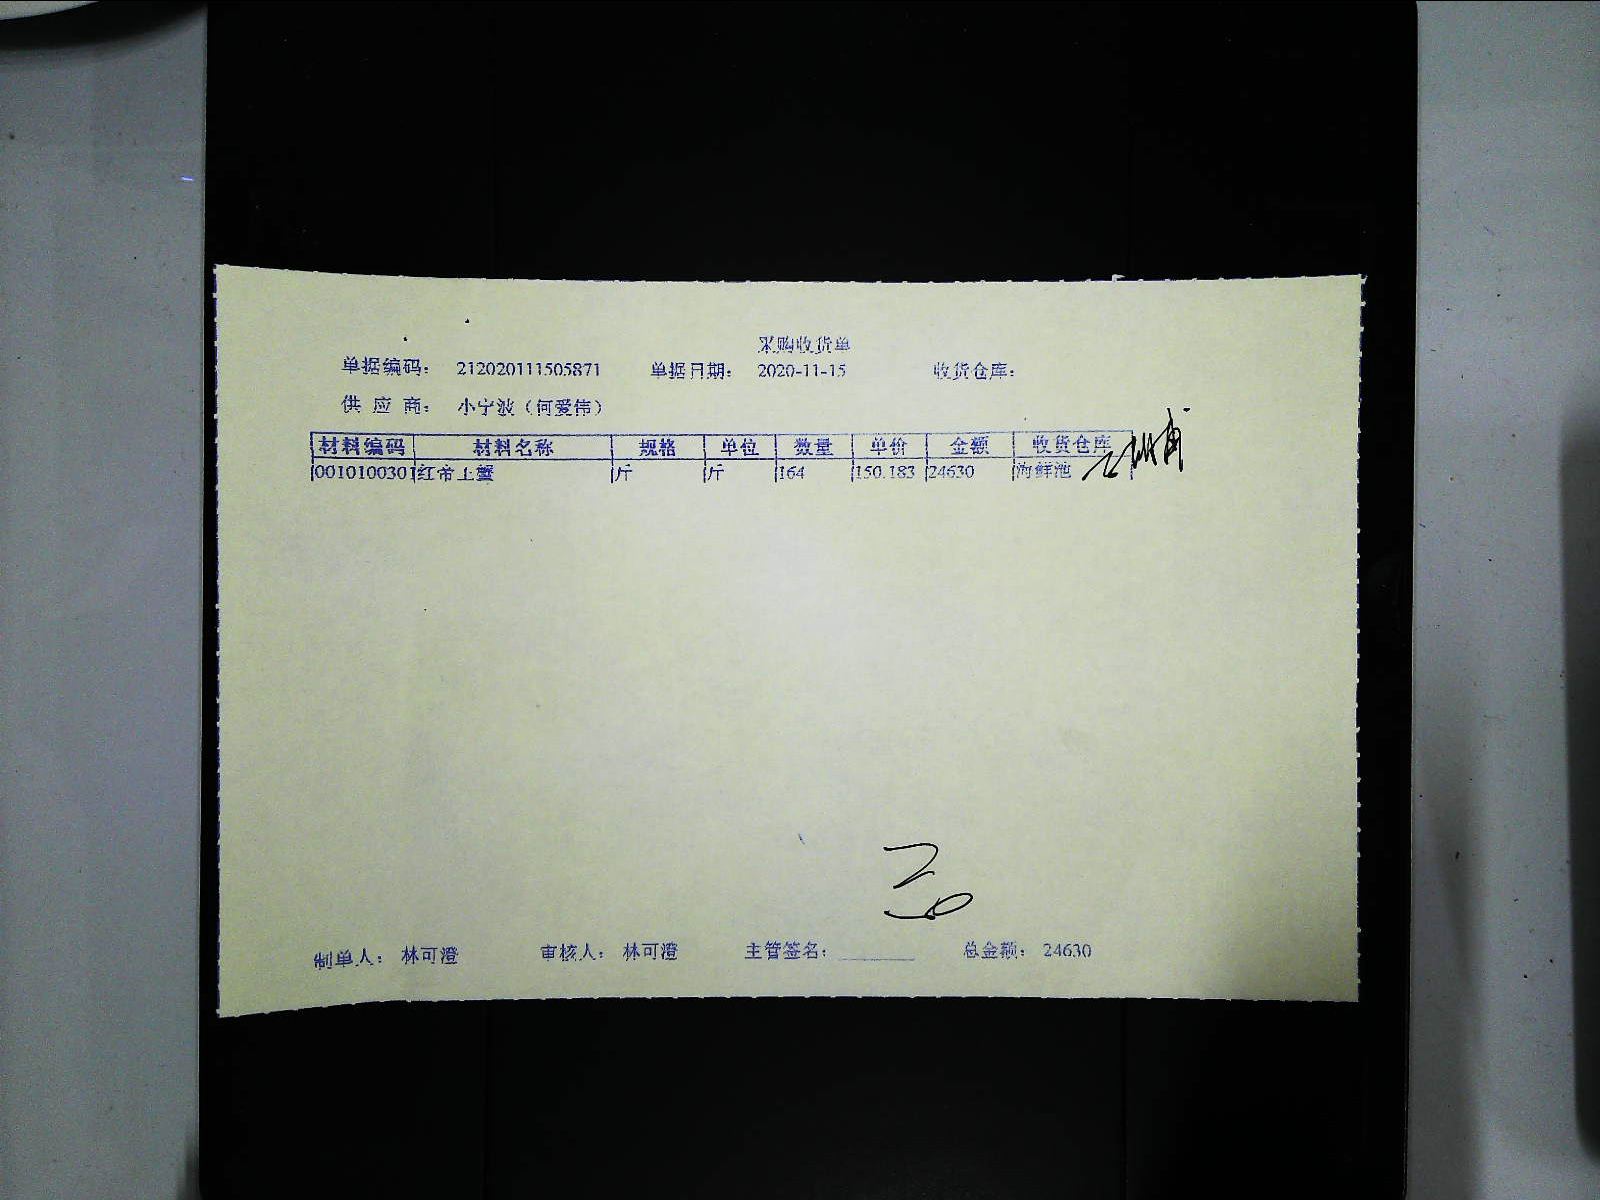 采购收货单
单据编码： 212020111505871 单据日期： 2020-11-15 收货仓库：
供 应 商： 小宁波（何爱伟）
材料编码 材料名称 规格 单位 数量 单价 金额 收货仓库
0010100301 红帝王蟹 斤 斤 164 150.183 24630 海鲜池
制单人： 林可澄 审核人： 林可澄 主管签名： 总金额： 24630